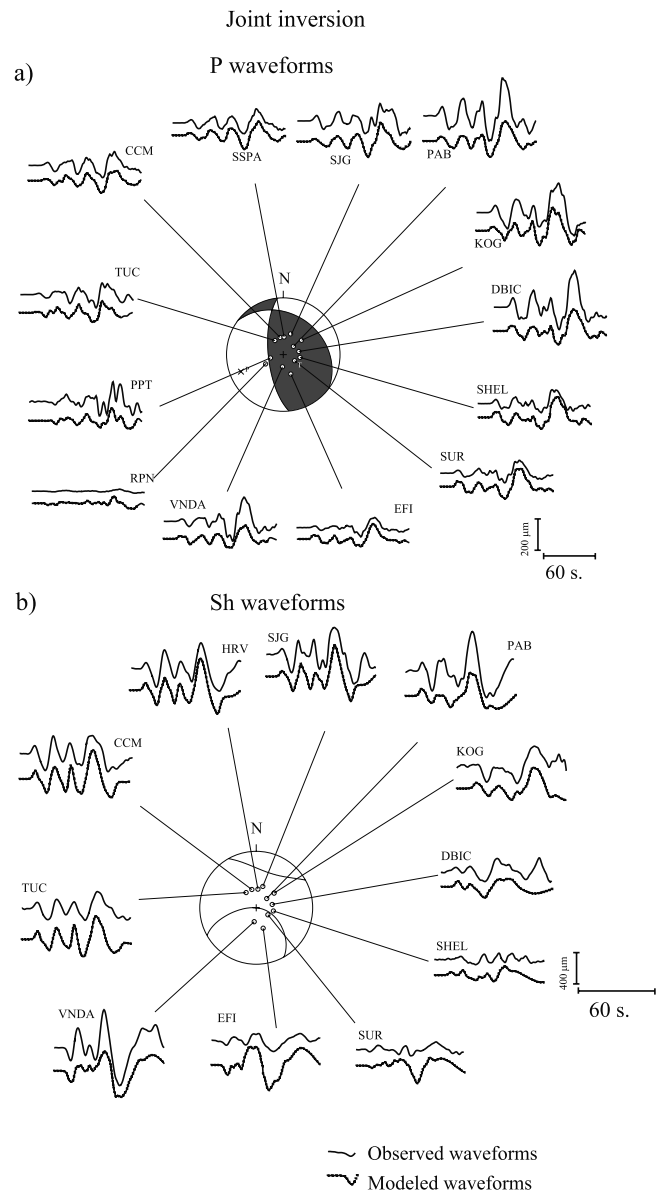 Joint inversion
a)
P waveforms
CCM
SSPA
SJG
PAB
KOG
TUC
N
DBIC
PPT
P
T
SHEL
RPN
SUR
VNDA
EFI
200 μm
60 s.
b)
Sh waveforms
HRV
SJG
PAB
CCM
KOG
N
TUC
DBIC
SHEL
400 μm
60 s.
VNDA
EFI
SUR
Observed waveforms
Modeled waveforms